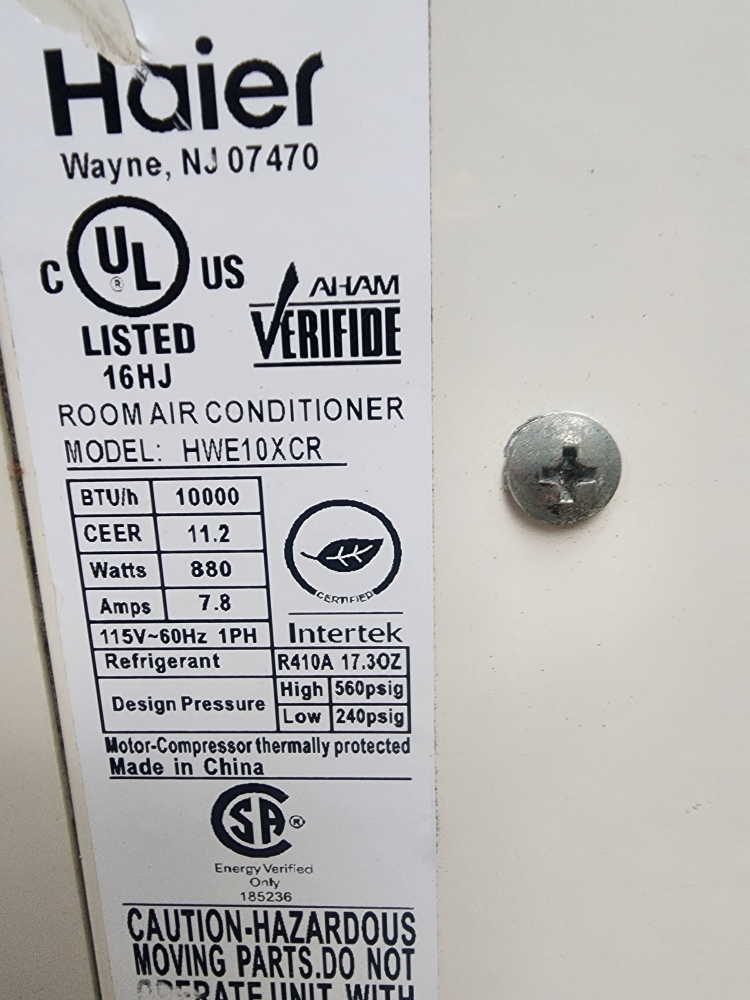 Haier
Wayne, NJ 07470
C UL ® US
LISTED
16HJ
AHAM
VERIFIDE
ROOM AIR CONDITIONER
MODEL: HWE10XCR
BTU/h 10000
CEER 11.2
Watts 880
Amps 7.8
115V~60Hz 1PH
CERTIFIED
Intertek
Refrigerant R410A 17.3OZ
Design Pressure
High 560psig
Low 240psig
Motor-Compressor thermally protected
Made in China
SA ®
Energy Verified
Only
185236
CAUTION-HAZARDOUS
MOVING PARTS.DO NOT
OPERATE UNIT WITH